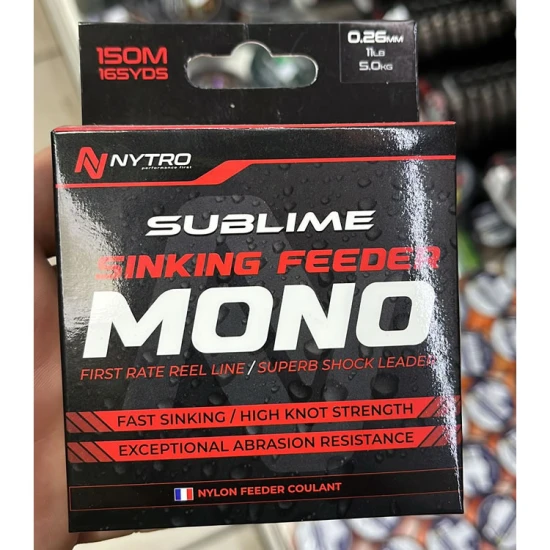 150M
165YDS
0.26MM
11LB
5.0KG
NYTRO
performance first
SUBLIME
SINKING FEEDER
MONO
FIRST RATE REEL LINE / SUPERB SHOCK LEADER
FAST SINKING / HIGH KNOT STRENGTH
EXCEPTIONAL ABRASION RESISTANCE
NYLON FEEDER COULANT